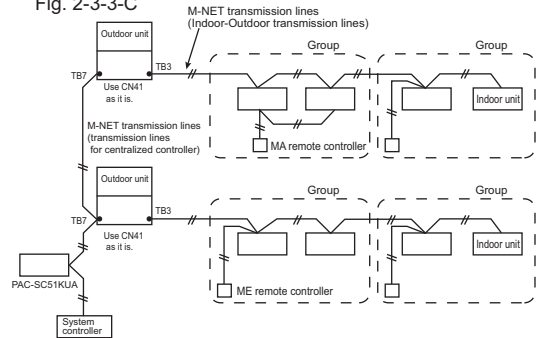 Fig. 2-3-3-C
M-NET transmission lines
(Indoor-Outdoor transmission lines)
Group
Group
Outdoor unit
TB7
TB3
Use CN41
as it is.
Indoor unit
MA remote controller
M-NET transmission lines
(transmission lines
for centralized controller)
Outdoor unit
Group
Group
TB7
TB3
Use CN41
as it is.
Indoor unit
PAC-SC51KUA
ME remote controller
System
controller